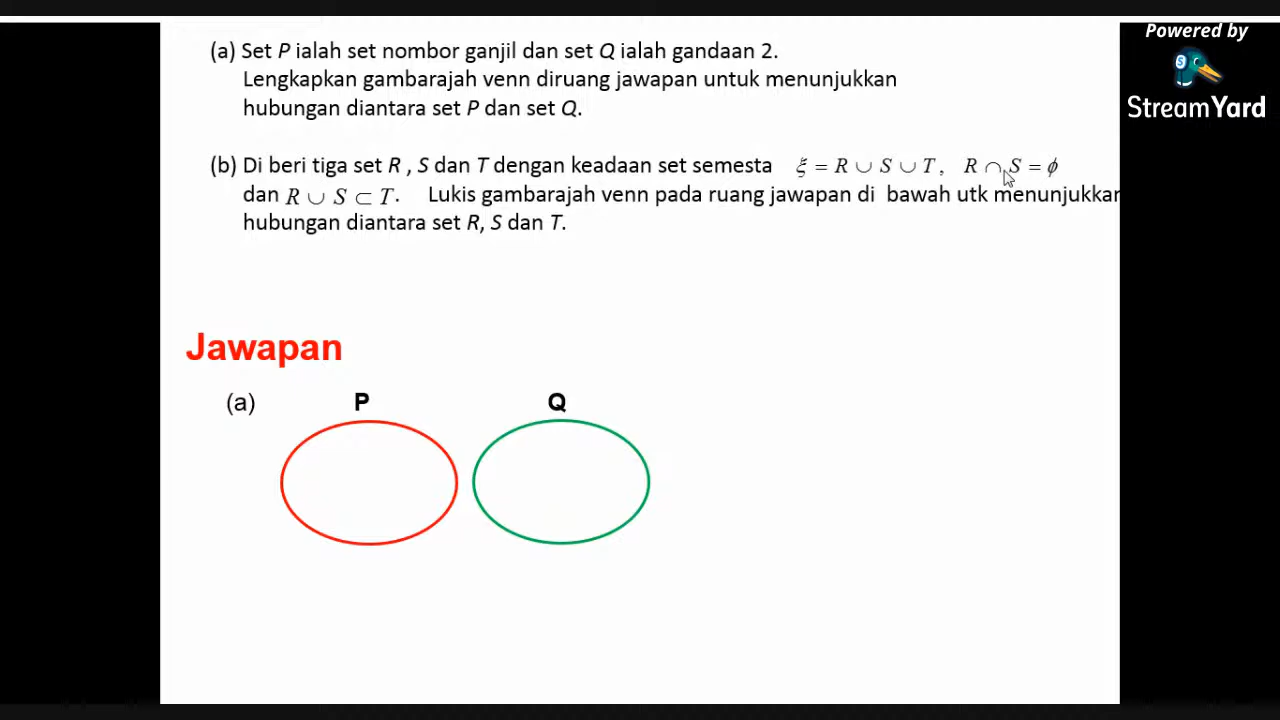 Powered by
StreamYard
(a) Set P ialah set nombor ganjil dan set Q ialah gandaan 2.
Lengkapkan gambarajah venn diruang jawapan untuk menunjukkan
hubungan diantara set P dan set Q.
(b) Di beri tiga set R , S dan T dengan keadaan set semesta ξ = R ∪ S ∪ T , R ∩ S = ϕ
dan R ∪ S ⊂ T. Lukis gambarajah venn pada ruang jawapan di bawah utk menunjukkan
hubungan diantara set R, S dan T.
Jawapan
(a) P Q